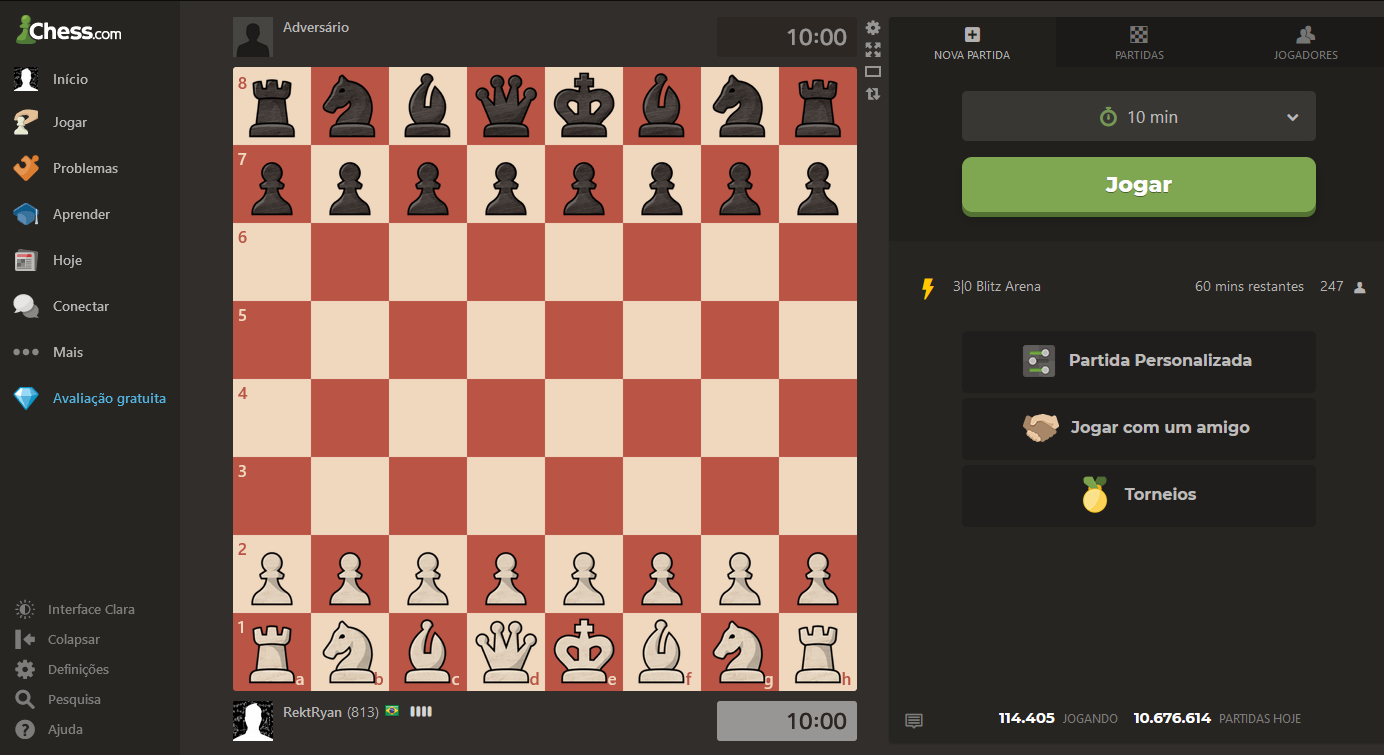 Chess.com
Início
Jogar
Problemas
Aprender
Hoje
Conectar
Mais
Avaliação gratuita
Interface Clara
Colapsar
Definições
Pesquisa
Ajuda
Adversário
10:00
8
7
6
5
4
3
2
1
a b c d e f g h
RektRyan (813)
10:00
NOVA PARTIDA
PARTIDAS
JOGADORES
10 min
Jogar
3|0 Blitz Arena 60 mins restantes 247
Partida Personalizada
Jogar com um amigo
Torneios
114.405 JOGANDO 10.676.614 PARTIDAS HOJE